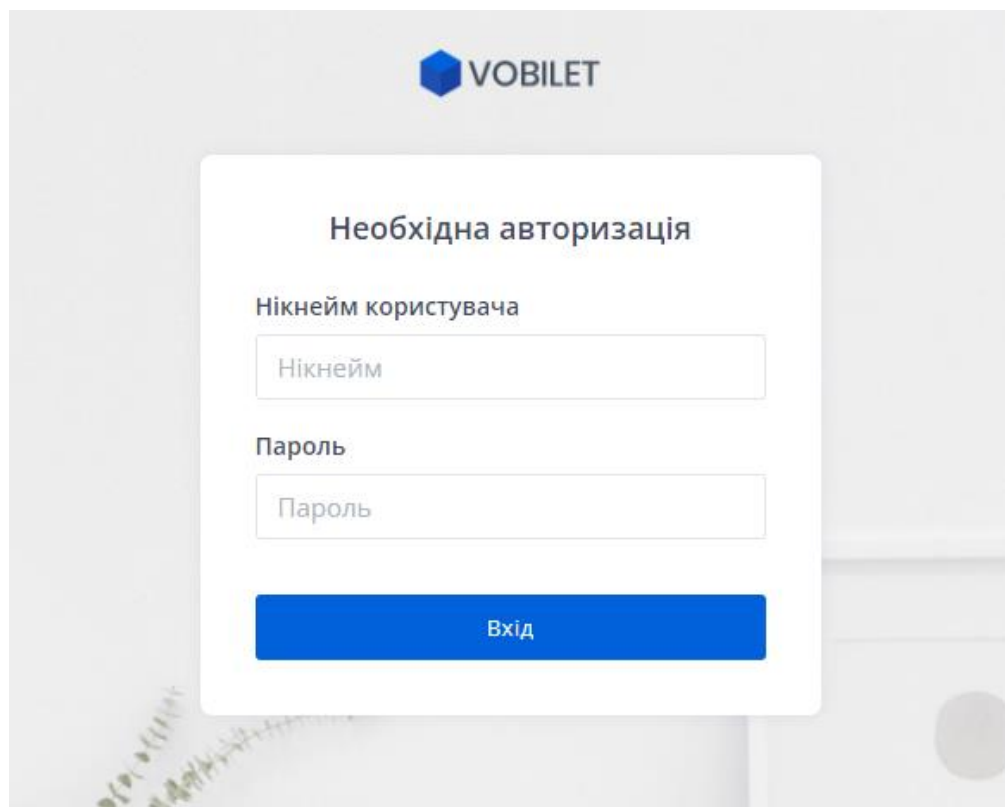 VOBILET
Необхідна авторизація
Нікнейм користувача
Нікнейм
Пароль
Пароль
Вхід